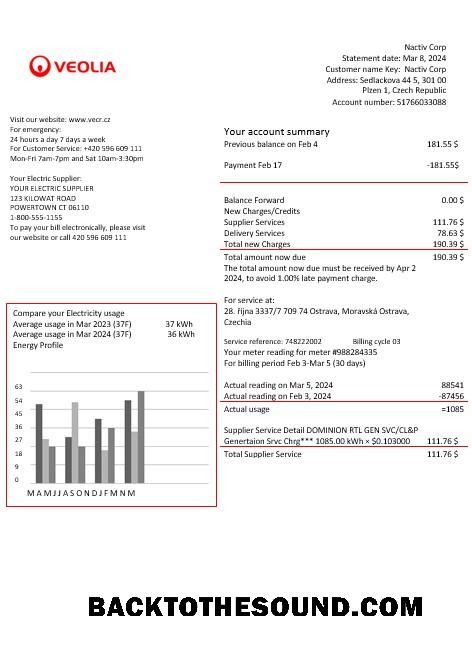 VEOLIA
Nactiv Corp
Statement date: Mar 8, 2024
Customer name Key: Nactiv Corp
Address: Sedlackova 44 5, 301 00
Plzen 1, Czech Republic
Account number: 51766033088
Visit our website: www.vecr.cz
For emergency:
24 hours a day 7 days a week
For Customer Service: +420 596 609 111
Mon-Fri 7am-7pm and Sat 10am-3:30pm
Your Electric Supplier:
YOUR ELECTRIC SUPPLIER
123 KILOWAT ROAD
POWERTOWN CT 06110
1-800-555-1155
To pay your bill electronically, please visit
our website or call 420 596 609 111
Your account summary
Previous balance on Feb 4 181.55 $
Payment Feb 17 -181.55$
Balance Forward 0.00 $
New Charges/Credits
Supplier Services 111.76 $
Delivery Services 78.63 $
Total new Charges 190.39 $
Total amount now due 190.39 $
The total amount now due must be received by Apr 2
2024, to avoid 1.00% late payment charge.
For service at:
28. října 3337/7 709 74 Ostrava, Moravská Ostrava,
Czechia
Service reference: 748222002 Billing cycle 03
Your meter reading for meter #988284335
For billing period Feb 3-Mar 5 (30 days)
Actual reading on Mar 5, 2024 88541
Actual reading on Feb 3, 2024 -87456
Actual usage =1085
Supplier Service Detail DOMINION RTL GEN SVC/CL&P
Genertaion Srvc Chrg*** 1085.00 kWh × $0.103000 111.76 $
Total Supplier Service 111.76 $
Compare your Electricity usage
Average usage in Mar 2023 (37F) 37 kWh
Average usage in Mar 2024 (37F) 36 kWh
Energy Profile
63
54
45
36
27
18
9
0
M A M J J A S O N D J F M N M
BACKTOTHESOUND.COM